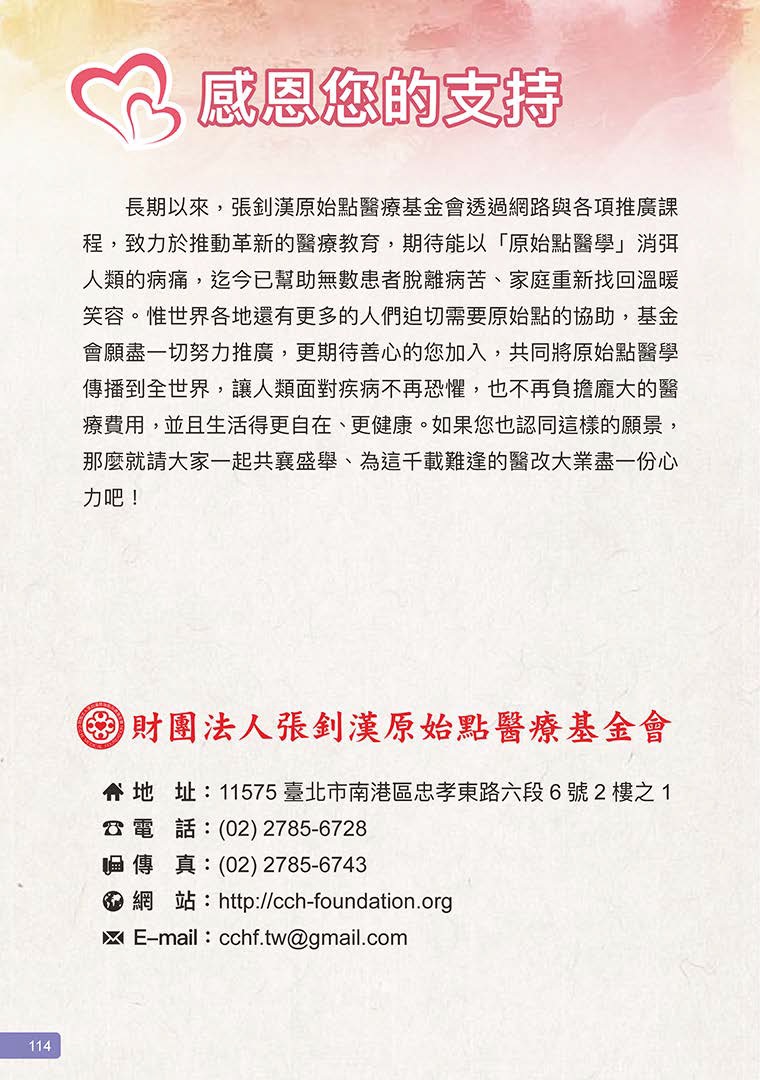 感恩您的支持
長期以來，張釗漢原始點醫療基金會透過網路與各項推廣課
程，致力於推動革新的醫療教育，期待能以「原始點醫學」消弭
人類的病痛，迄今已幫助無數患者脫離病苦、家庭重新找回溫暖
笑容。惟世界各地還有更多的人們迫切需要原始點的協助，基金
會願盡一切努力推廣，更期待善心的您加入，共同將原始點醫學
傳播到全世界，讓人類面對疾病不再恐懼，也不再負擔龐大的醫
療費用，並且生活得更自在、更健康。如果您也認同這樣的願景，
那麼就請大家一起共襄盛舉、為這千載難逢的醫改大業盡一份心
力吧！
財團法人張釗漢原始點醫療基金會
地　址：11575 臺北市南港區忠孝東路六段 6 號 2 樓之 1
電　話：(02) 2785-6728
傳　真：(02) 2785-6743
網　站：http://cch-foundation.org
E-mail：cchf.tw@gmail.com
114